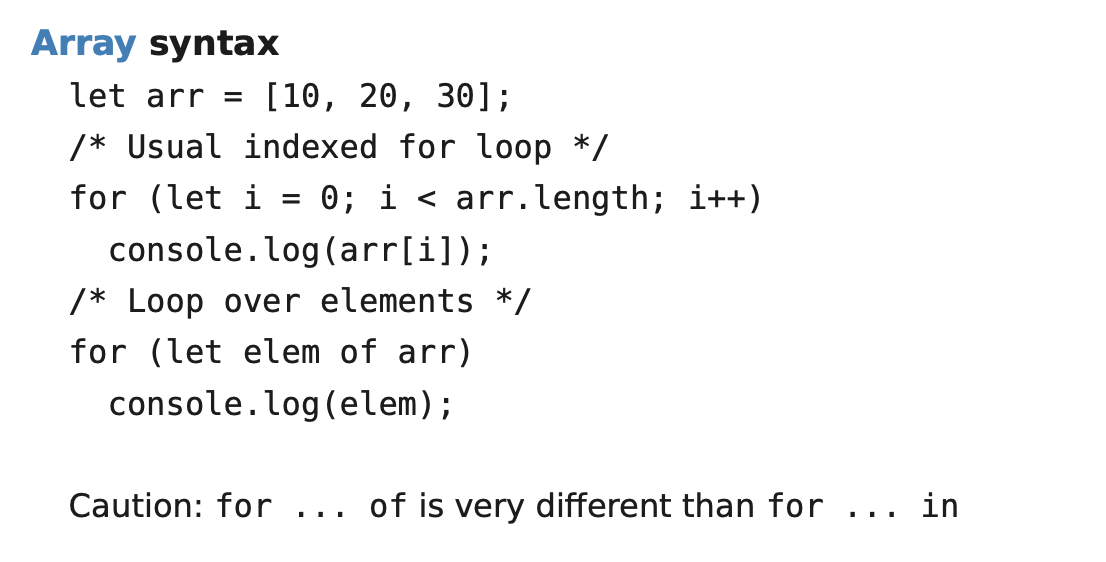 Array syntax
let arr = [10, 20, 30];
/* Usual indexed for loop */
for (let i = 0; i < arr.length; i++)
  console.log(arr[i]);
/* Loop over elements */
for (let elem of arr)
  console.log(elem);
Caution: for ... of is very different than for ... in